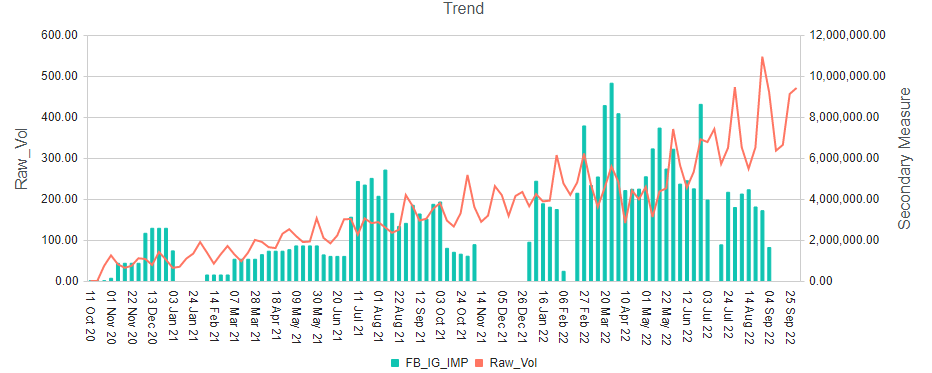 Trend
600.00
500.00
400.00
300.00
200.00
100.00
0.00
Raw_Vol
12,000,000.00
10,000,000.00
8,000,000.00
6,000,000.00
4,000,000.00
2,000,000.00
0.00
Secondary Measure
11 Oct 20
01 Nov 20
22 Nov 20
13 Dec 20
03 Jan 21
24 Jan 21
14 Feb 21
07 Mar 21
28 Mar 21
18 Apr 21
09 May 21
30 May 21
20 Jun 21
11 Jul 21
01 Aug 21
22 Aug 21
12 Sep 21
03 Oct 21
24 Oct 21
14 Nov 21
05 Dec 21
26 Dec 21
16 Jan 22
06 Feb 22
27 Feb 22
20 Mar 22
10 Apr 22
01 May 22
22 May 22
12 Jun 22
03 Jul 22
24 Jul 22
14 Aug 22
04 Sep 22
25 Sep 22
FB_IG_IMP
Raw_Vol